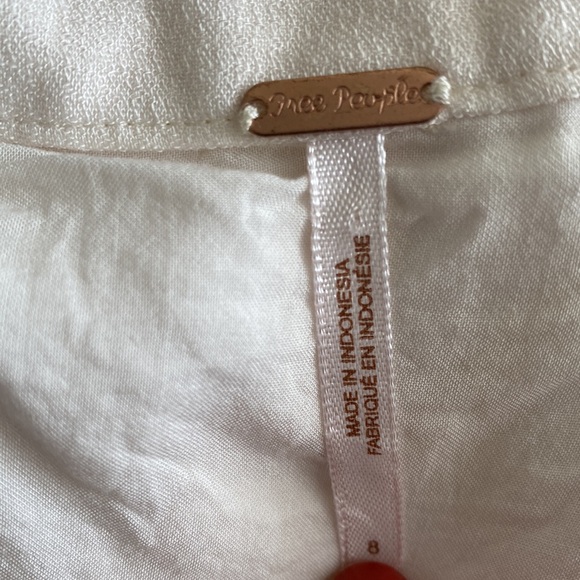 Free People
MADE IN INDONESIA
FABRIQUÉ EN INDONÉSIE
8